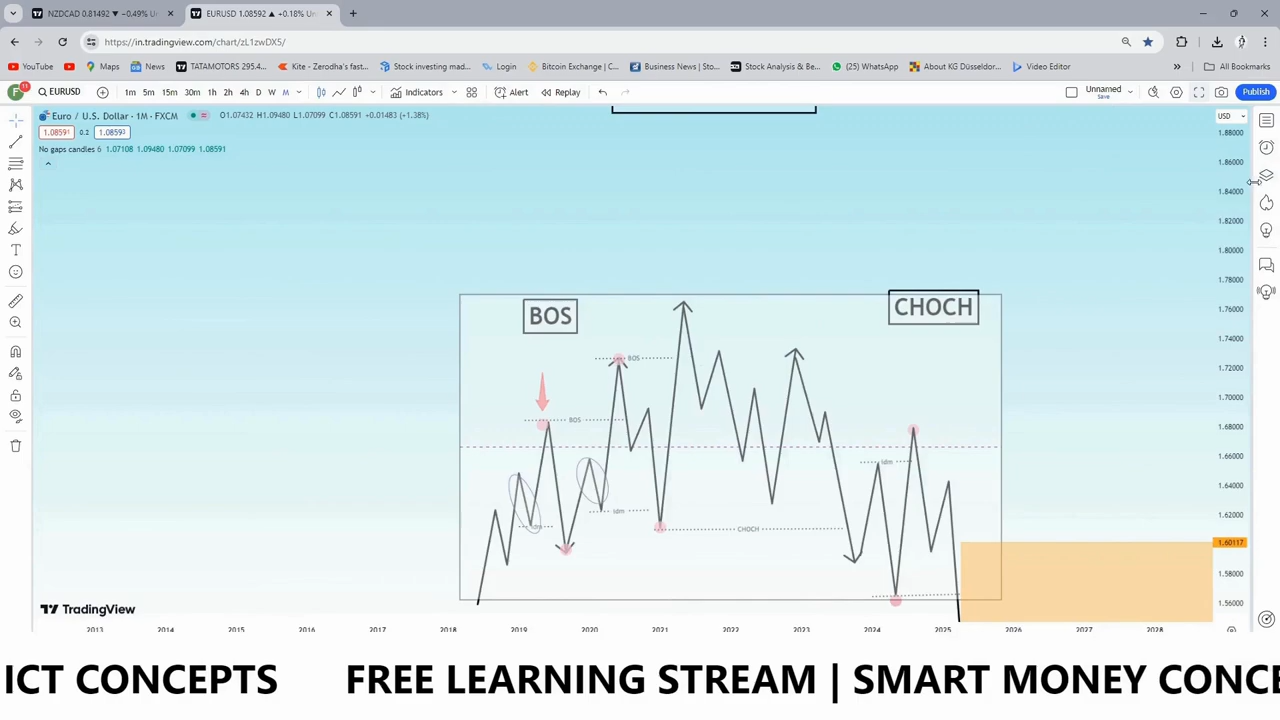 NZDCAD 0.81492 ▼ −0.49% Un
EURUSD 1.08592 ▲ +0.18% Un
https://in.tradingview.com/chart/zL1zwDX5/
YouTube
Maps
News
TATAMOTORS 295.4...
Kite - Zerodha's fast...
Stock investing mad...
Login
Bitcoin Exchange | C...
Business News | Sto...
Stock Analysis & Be...
(25) WhatsApp
About KG Düsseldor...
Video Editor
All Bookmarks
F 11 EURUSD 1m 5m 15m 30m 1h 2h 4h D W M Indicators Alert Replay
Unnamed
Save
Publish
Euro / U.S. Dollar · 1M · FXCM O1.07432 H1.09480 L1.07099 C1.08591 +0.01483 (+1.38%)
USD
1.08591 0.2 1.08593
No gaps candles 6 1.07108 1.09480 1.07099 1.08591
1.88000
1.86000
1.84000
1.82000
1.80000
1.78000
1.76000
1.74000
1.72000
1.70000
1.68000
1.66000
1.64000
1.62000
1.60117
1.58000
1.56000
BOS
CHOCH
BOS
BOS
Idm
Idm
Idm
CHOCH
TradingView
2013 2014 2015 2016 2017 2018 2019 2020 2021 2022 2023 2024 2025 2026 2027 2028
ICT CONCEPTS FREE LEARNING STREAM | SMART MONEY CONCE